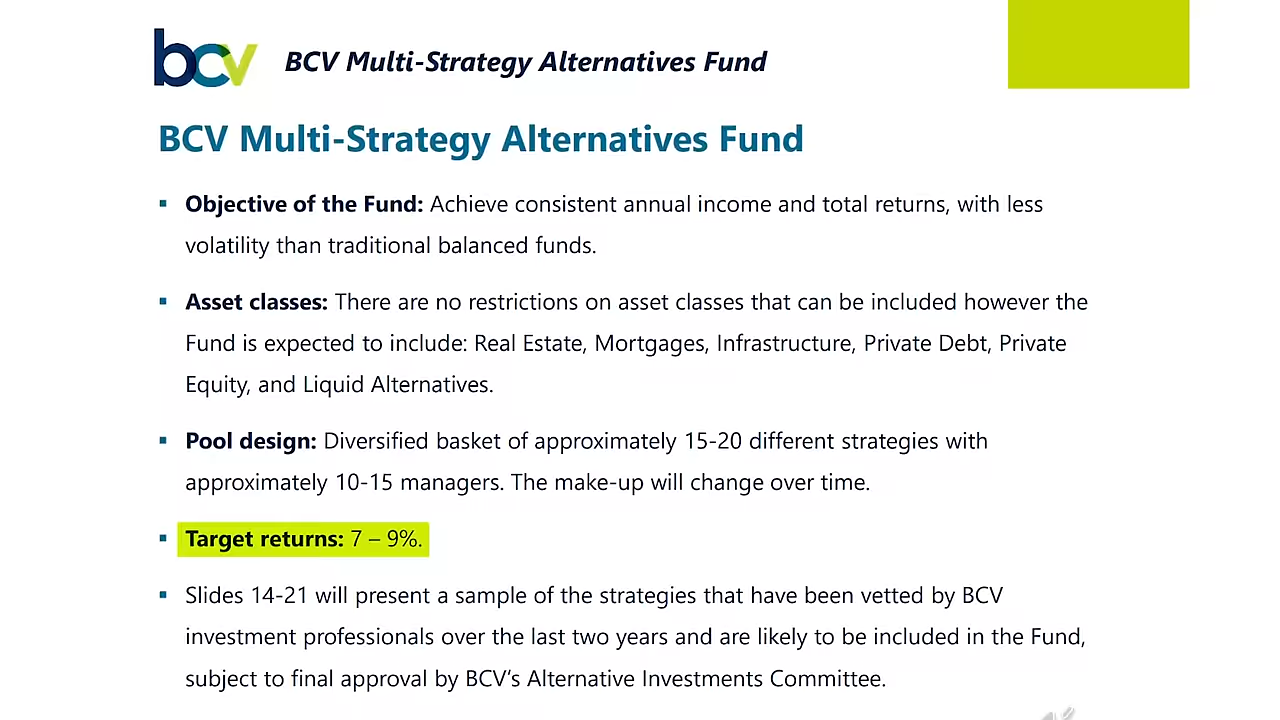 bcv BCV Multi-Strategy Alternatives Fund
BCV Multi-Strategy Alternatives Fund
▪ Objective of the Fund: Achieve consistent annual income and total returns, with less
volatility than traditional balanced funds.
▪ Asset classes: There are no restrictions on asset classes that can be included however the
Fund is expected to include: Real Estate, Mortgages, Infrastructure, Private Debt, Private
Equity, and Liquid Alternatives.
▪ Pool design: Diversified basket of approximately 15-20 different strategies with
approximately 10-15 managers. The make-up will change over time.
▪ Target returns: 7 – 9%.
▪ Slides 14-21 will present a sample of the strategies that have been vetted by BCV
investment professionals over the last two years and are likely to be included in the Fund,
subject to final approval by BCV’s Alternative Investments Committee.